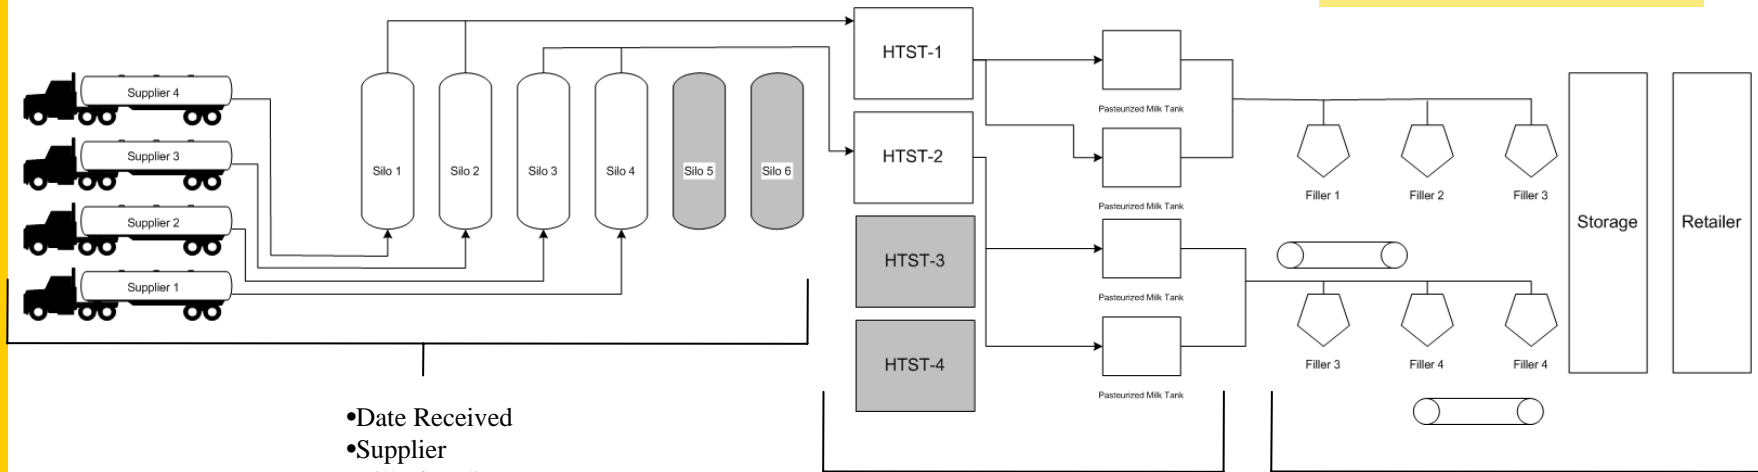 Supplier 4
Supplier 3
Supplier 2
Supplier 1
Silo 1
Silo 2
Silo 3
Silo 4
Silo 5
Silo 6
HTST-1
HTST-2
HTST-3
HTST-4
Pasteurized Milk Tank
Pasteurized Milk Tank
Pasteurized Milk Tank
Pasteurized Milk Tank
Filler 1
Filler 2
Filler 3
Filler 3
Filler 4
Filler 4
Storage
Retailer
•Date Received
•Supplier